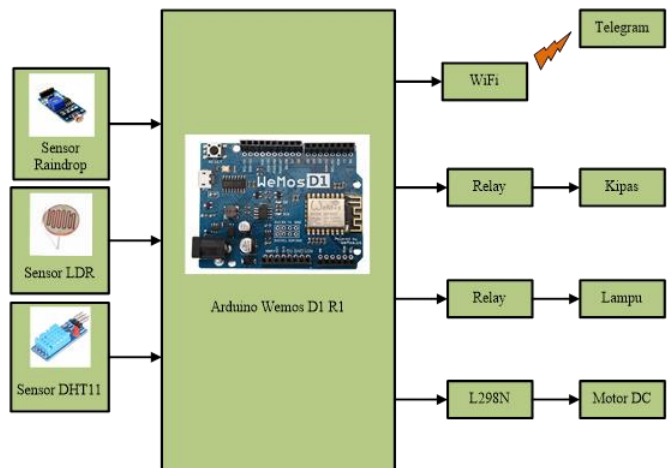 Telegram
WiFi
Sensor
Raindrop
WeMos D1
Relay
Kipas
Sensor LDR
Arduino Wemos D1 R1
Relay
Lampu
Sensor DHT11
L298N
Motor DC